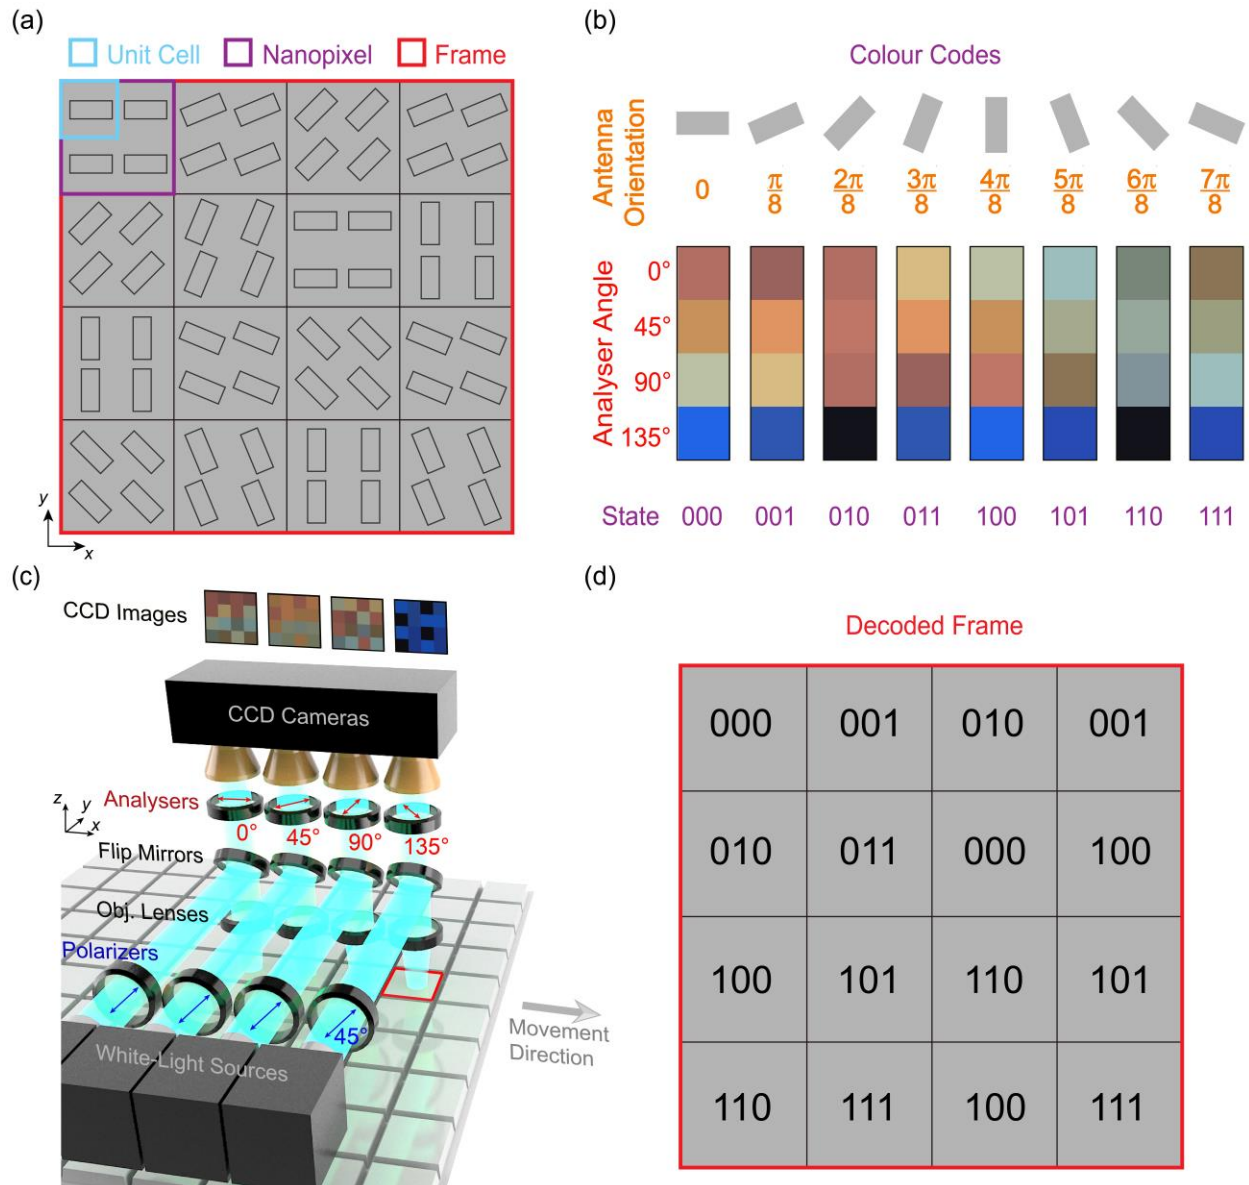 (a)
Unit Cell Nanopixel Frame
y
x
(b)
Colour Codes
Antenna
Orientation
0 π/8 2π/8 3π/8 4π/8 5π/8 6π/8 7π/8
Analyser Angle
0°
45°
90°
135°
State 000 001 010 011 100 101 110 111
(c)
CCD Images
CCD Cameras
z
y
x
Analysers
0° 45° 90° 135°
Flip Mirrors
Obj. Lenses
Polarizers
45°
White-Light Sources
Movement
Direction
(d)
Decoded Frame
000 001 010 001
010 011 000 100
100 101 110 101
110 111 100 111